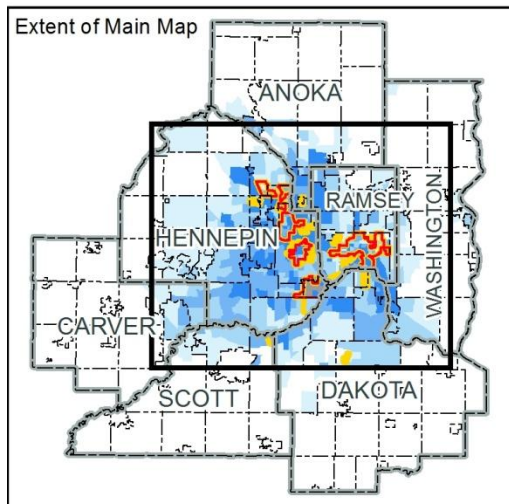 Extent of Main Map
ANOKA
RAMSEY
WASHINGTON
HENNEPIN
CARVER
SCOTT
DAKOTA